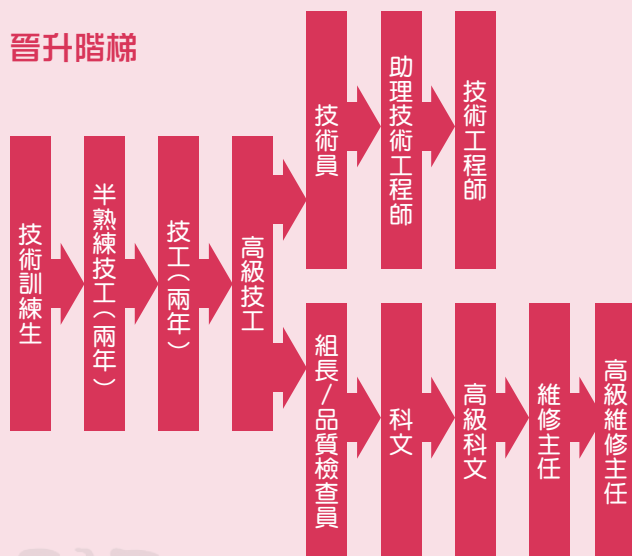 晉升階梯
技術訓練生
半熟練技工（兩年）
技工（兩年）
高級技工
技術員
助理技術工程師
技術工程師
組長/品質檢查員
科文
高級科文
維修主任
高級維修主任